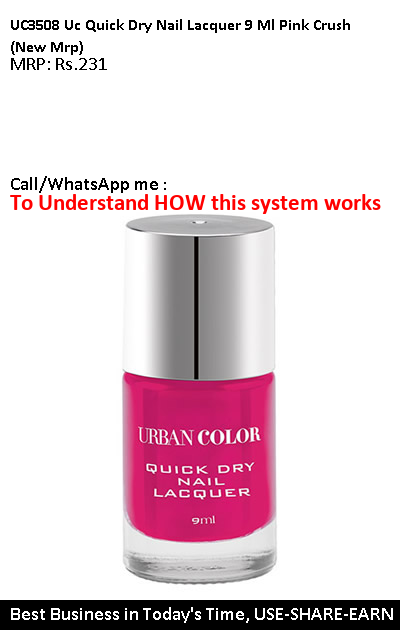 UC3508 Uc Quick Dry Nail Lacquer 9 Ml Pink Crush
(New Mrp)
MRP: Rs.231
Call/WhatsApp me :
To Understand HOW this system works
URBAN COLOR
QUICK DRY
NAIL
LACQUER
9ml
Best Business in Today's Time, USE-SHARE-EARN